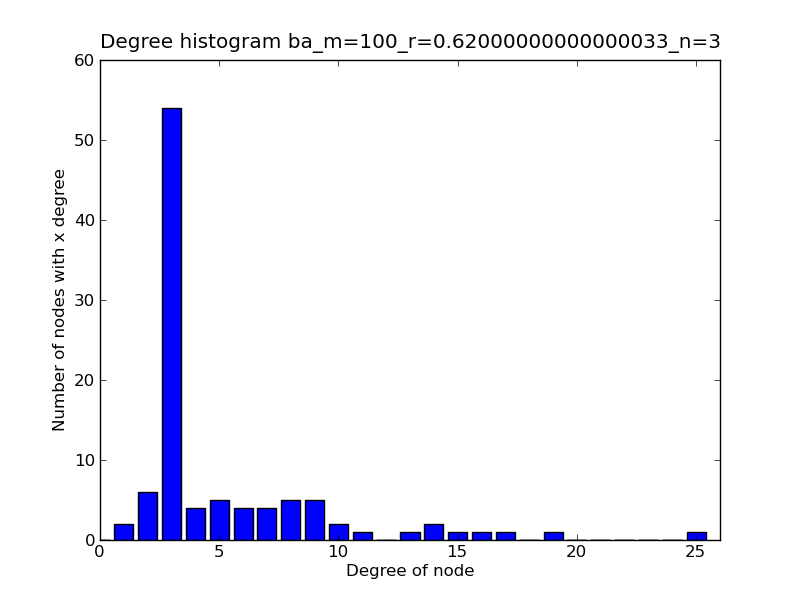 Degree histogram ba_m=100_r=0.62000000000000033_n=3
60
50
40
30
20
10
0
Number of nodes with x degree
0 5 10 15 20 25
Degree of node